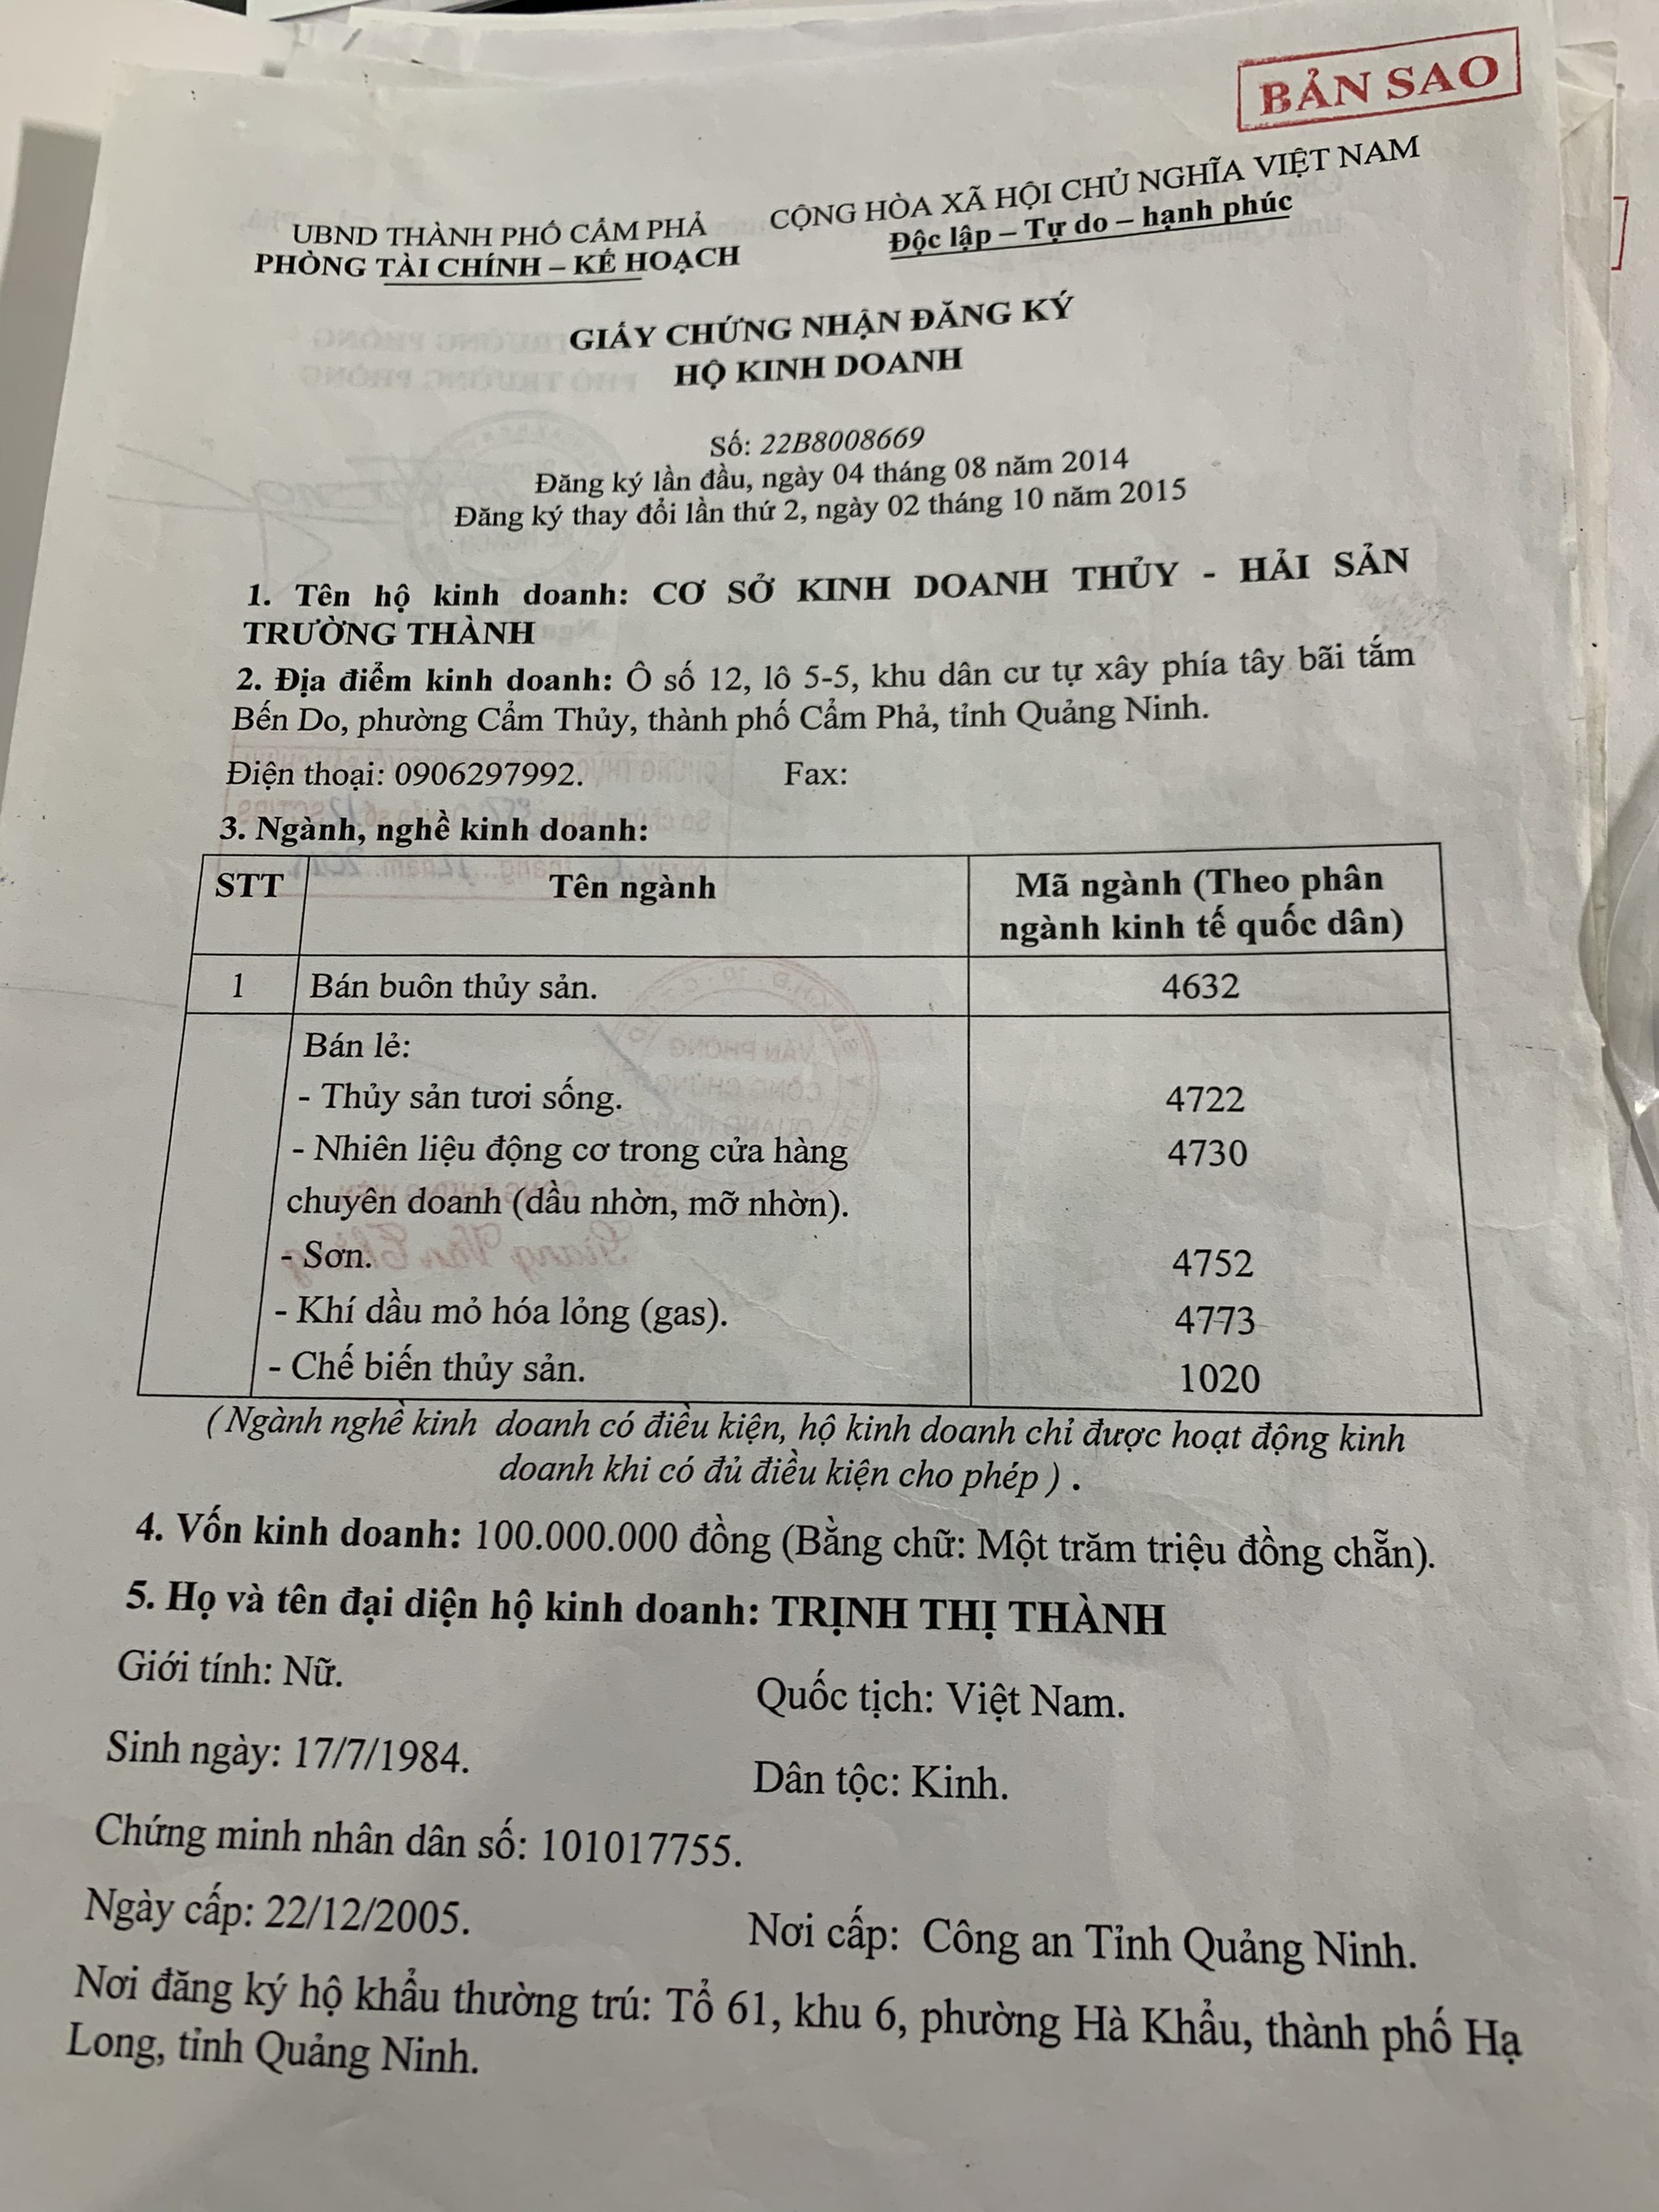 BẢN SAO
UBND THÀNH PHỐ CẨM PHẢ
PHÒNG TÀI CHÍNH – KẾ HOẠCH
CỘNG HÒA XÃ HỘI CHỦ NGHĨA VIỆT NAM
Độc lập – Tự do – hạnh phúc
GIẤY CHỨNG NHẬN ĐĂNG KÝ
HỘ KINH DOANH
Số: 22B8008669
Đăng ký lần đầu, ngày 04 tháng 08 năm 2014
Đăng ký thay đổi lần thứ 2, ngày 02 tháng 10 năm 2015
1. Tên hộ kinh doanh: CƠ SỞ KINH DOANH THỦY - HẢI SẢN
TRƯỜNG THÀNH
2. Địa điểm kinh doanh: Ô số 12, lô 5-5, khu dân cư tự xây phía tây bãi tắm
Bến Do, phường Cẩm Thủy, thành phố Cẩm Phả, tỉnh Quảng Ninh.
Điện thoại: 0906297992. Fax:
3. Ngành, nghề kinh doanh:
STT Tên ngành Mã ngành (Theo phân
ngành kinh tế quốc dân)
1 Bán buôn thủy sản. 4632
Bán lẻ:
- Thủy sản tươi sống. 4722
- Nhiên liệu động cơ trong cửa hàng 4730
chuyên doanh (dầu nhờn, mỡ nhờn).
- Sơn. 4752
- Khí dầu mỏ hóa lỏng (gas). 4773
- Chế biến thủy sản. 1020
( Ngành nghề kinh doanh có điều kiện, hộ kinh doanh chỉ được hoạt động kinh
doanh khi có đủ điều kiện cho phép ) .
4. Vốn kinh doanh: 100.000.000 đồng (Bằng chữ: Một trăm triệu đồng chẵn).
5. Họ và tên đại diện hộ kinh doanh: TRỊNH THỊ THÀNH
Giới tính: Nữ. Quốc tịch: Việt Nam.
Sinh ngày: 17/7/1984. Dân tộc: Kinh.
Chứng minh nhân dân số: 101017755.
Ngày cấp: 22/12/2005. Nơi cấp: Công an Tỉnh Quảng Ninh.
Nơi đăng ký hộ khẩu thường trú: Tổ 61, khu 6, phường Hà Khẩu, thành phố Hạ
Long, tỉnh Quảng Ninh.